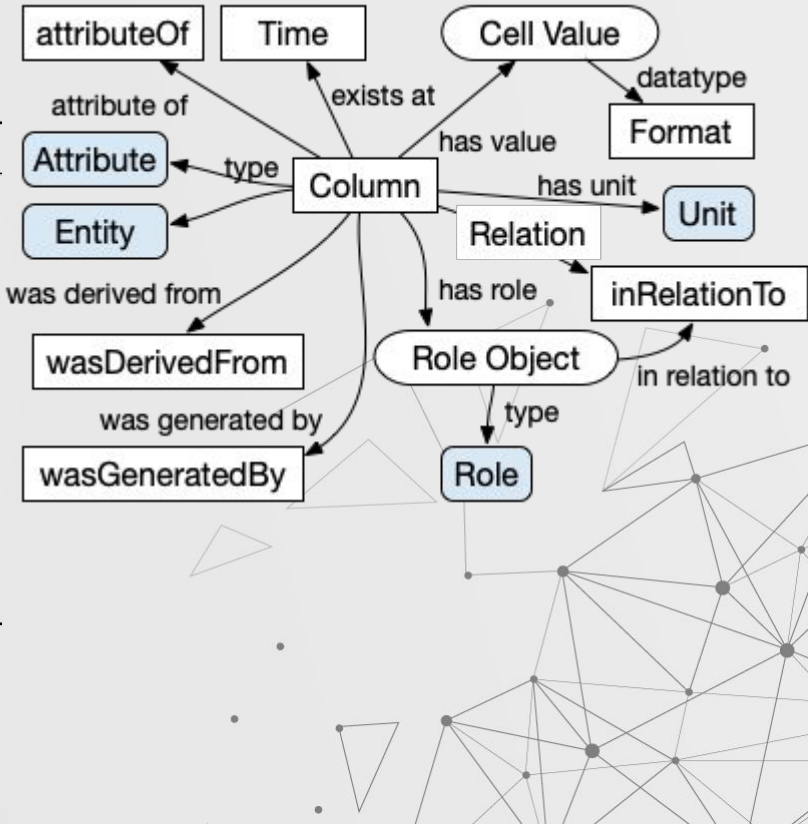 attributeOf
Time
Cell Value
datatype
exists at
attribute of
Format
has value
Attribute
type
Column
has unit
Unit
Entity
Relation
was derived from
has role
inRelationTo
wasDerivedFrom
Role Object
in relation to
was generated by
type
wasGeneratedBy
Role